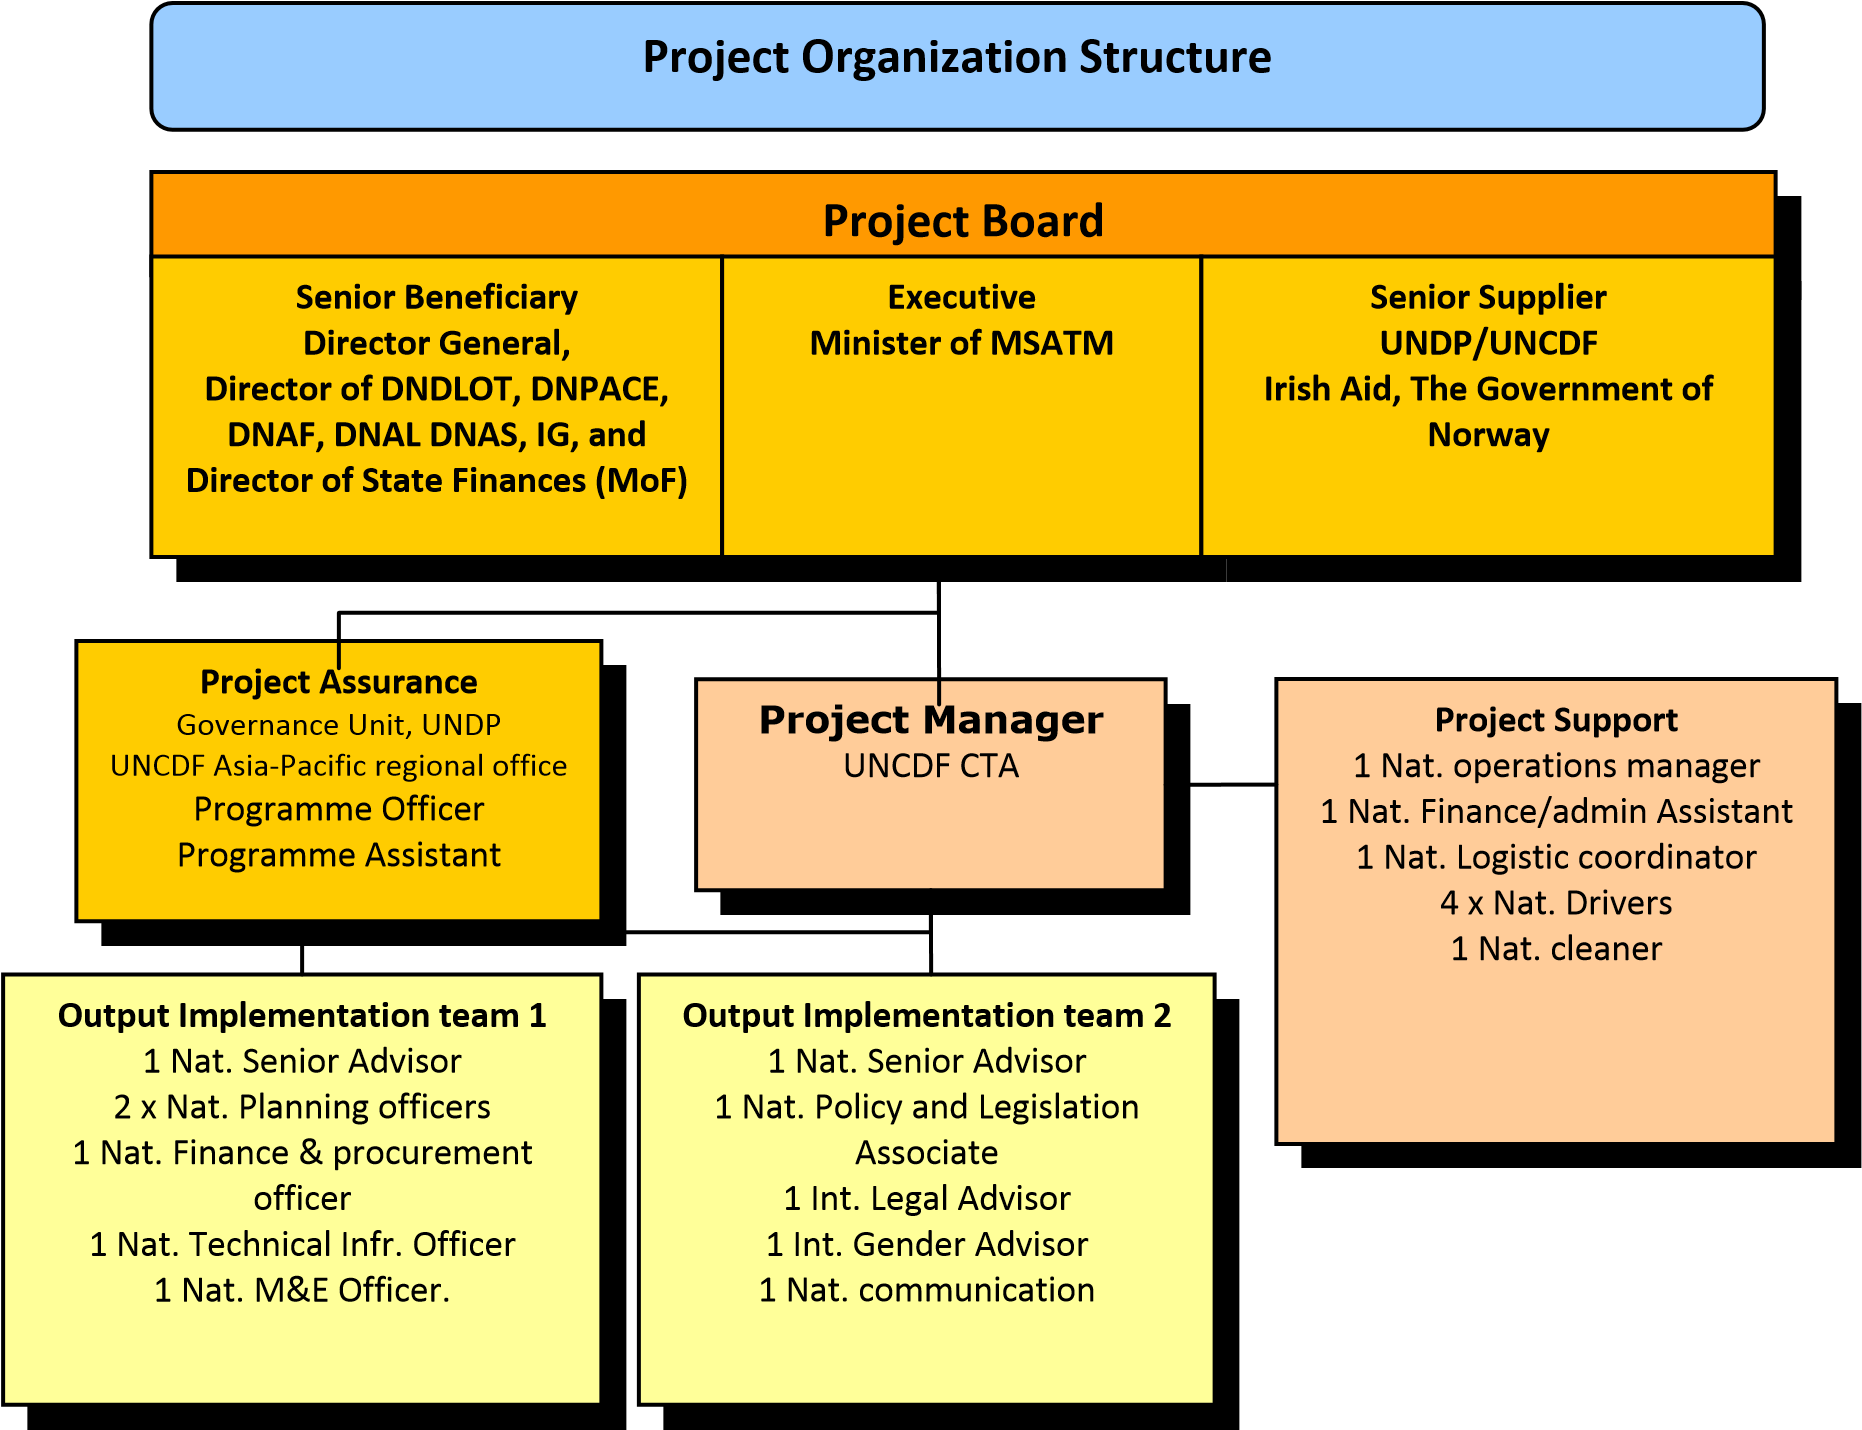 Project Organization Structure
Project Board
Senior Beneficiary
Director General,
Director of DNDLOT, DNPACE,
DNAF, DNAL DNAS, IG, and
Director of State Finances (MoF)
Executive
Minister of MSATM
Senior Supplier
UNDP/UNCDF
Irish Aid, The Government of
Norway
Project Assurance
Governance Unit, UNDP
UNCDF Asia-Pacific regional office
Programme Officer
Programme Assistant
Project Manager
UNCDF CTA
Project Support
1 Nat. operations manager
1 Nat. Finance/admin Assistant
1 Nat. Logistic coordinator
4 x Nat. Drivers
1 Nat. cleaner
Output Implementation team 1
1 Nat. Senior Advisor
2 x Nat. Planning officers
1 Nat. Finance & procurement
officer
1 Nat. Technical Infr. Officer
1 Nat. M&E Officer.
Output Implementation team 2
1 Nat. Senior Advisor
1 Nat. Policy and Legislation
Associate
1 Int. Legal Advisor
1 Int. Gender Advisor
1 Nat. communication